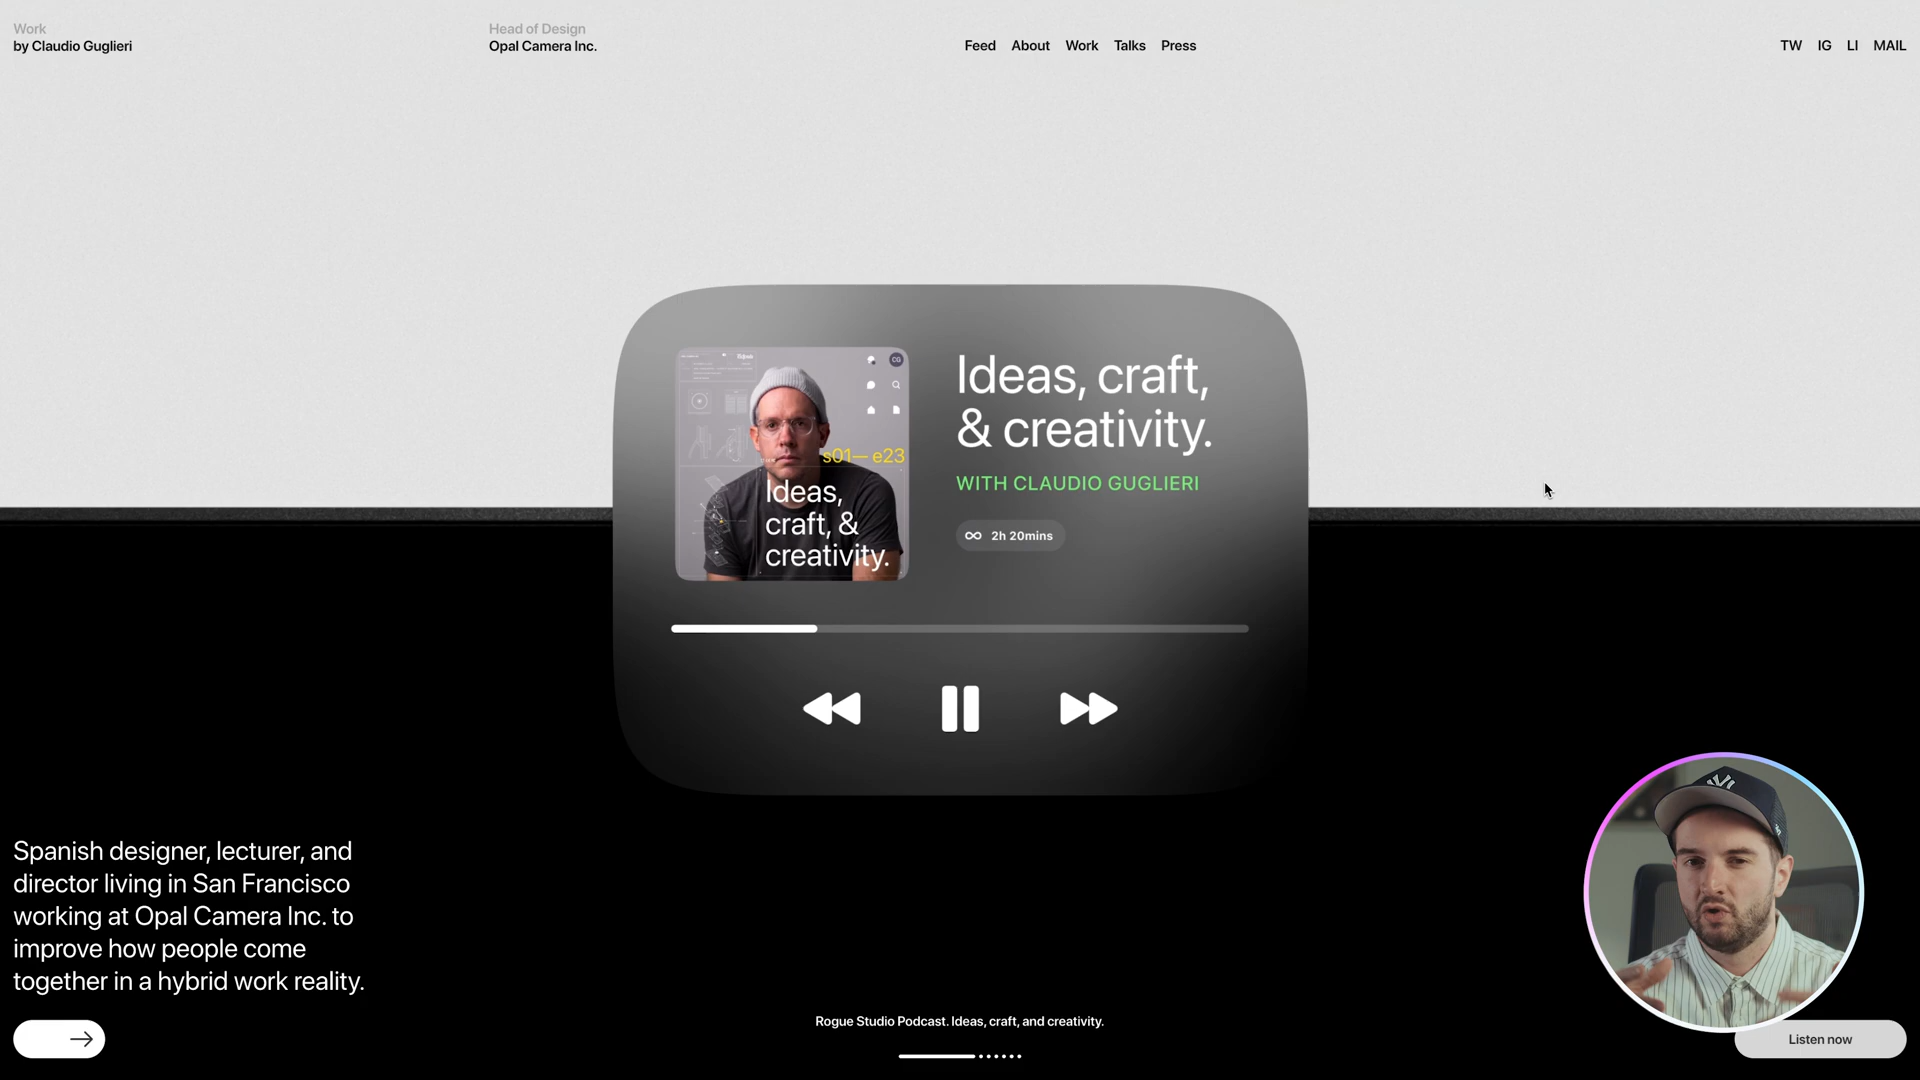 Work
by Claudio Guglieri
Head of Design
Opal Camera Inc.
Feed About Work Talks Press
TW IG LI MAIL
CG
s01— e23
Ideas,
craft, &
creativity.
Ideas, craft,
& creativity.
WITH CLAUDIO GUGLIERI
2h 20mins
Spanish designer, lecturer, and
director living in San Francisco
working at Opal Camera Inc. to
improve how people come
together in a hybrid work reality.
Rogue Studio Podcast. Ideas, craft, and creativity.
Listen now